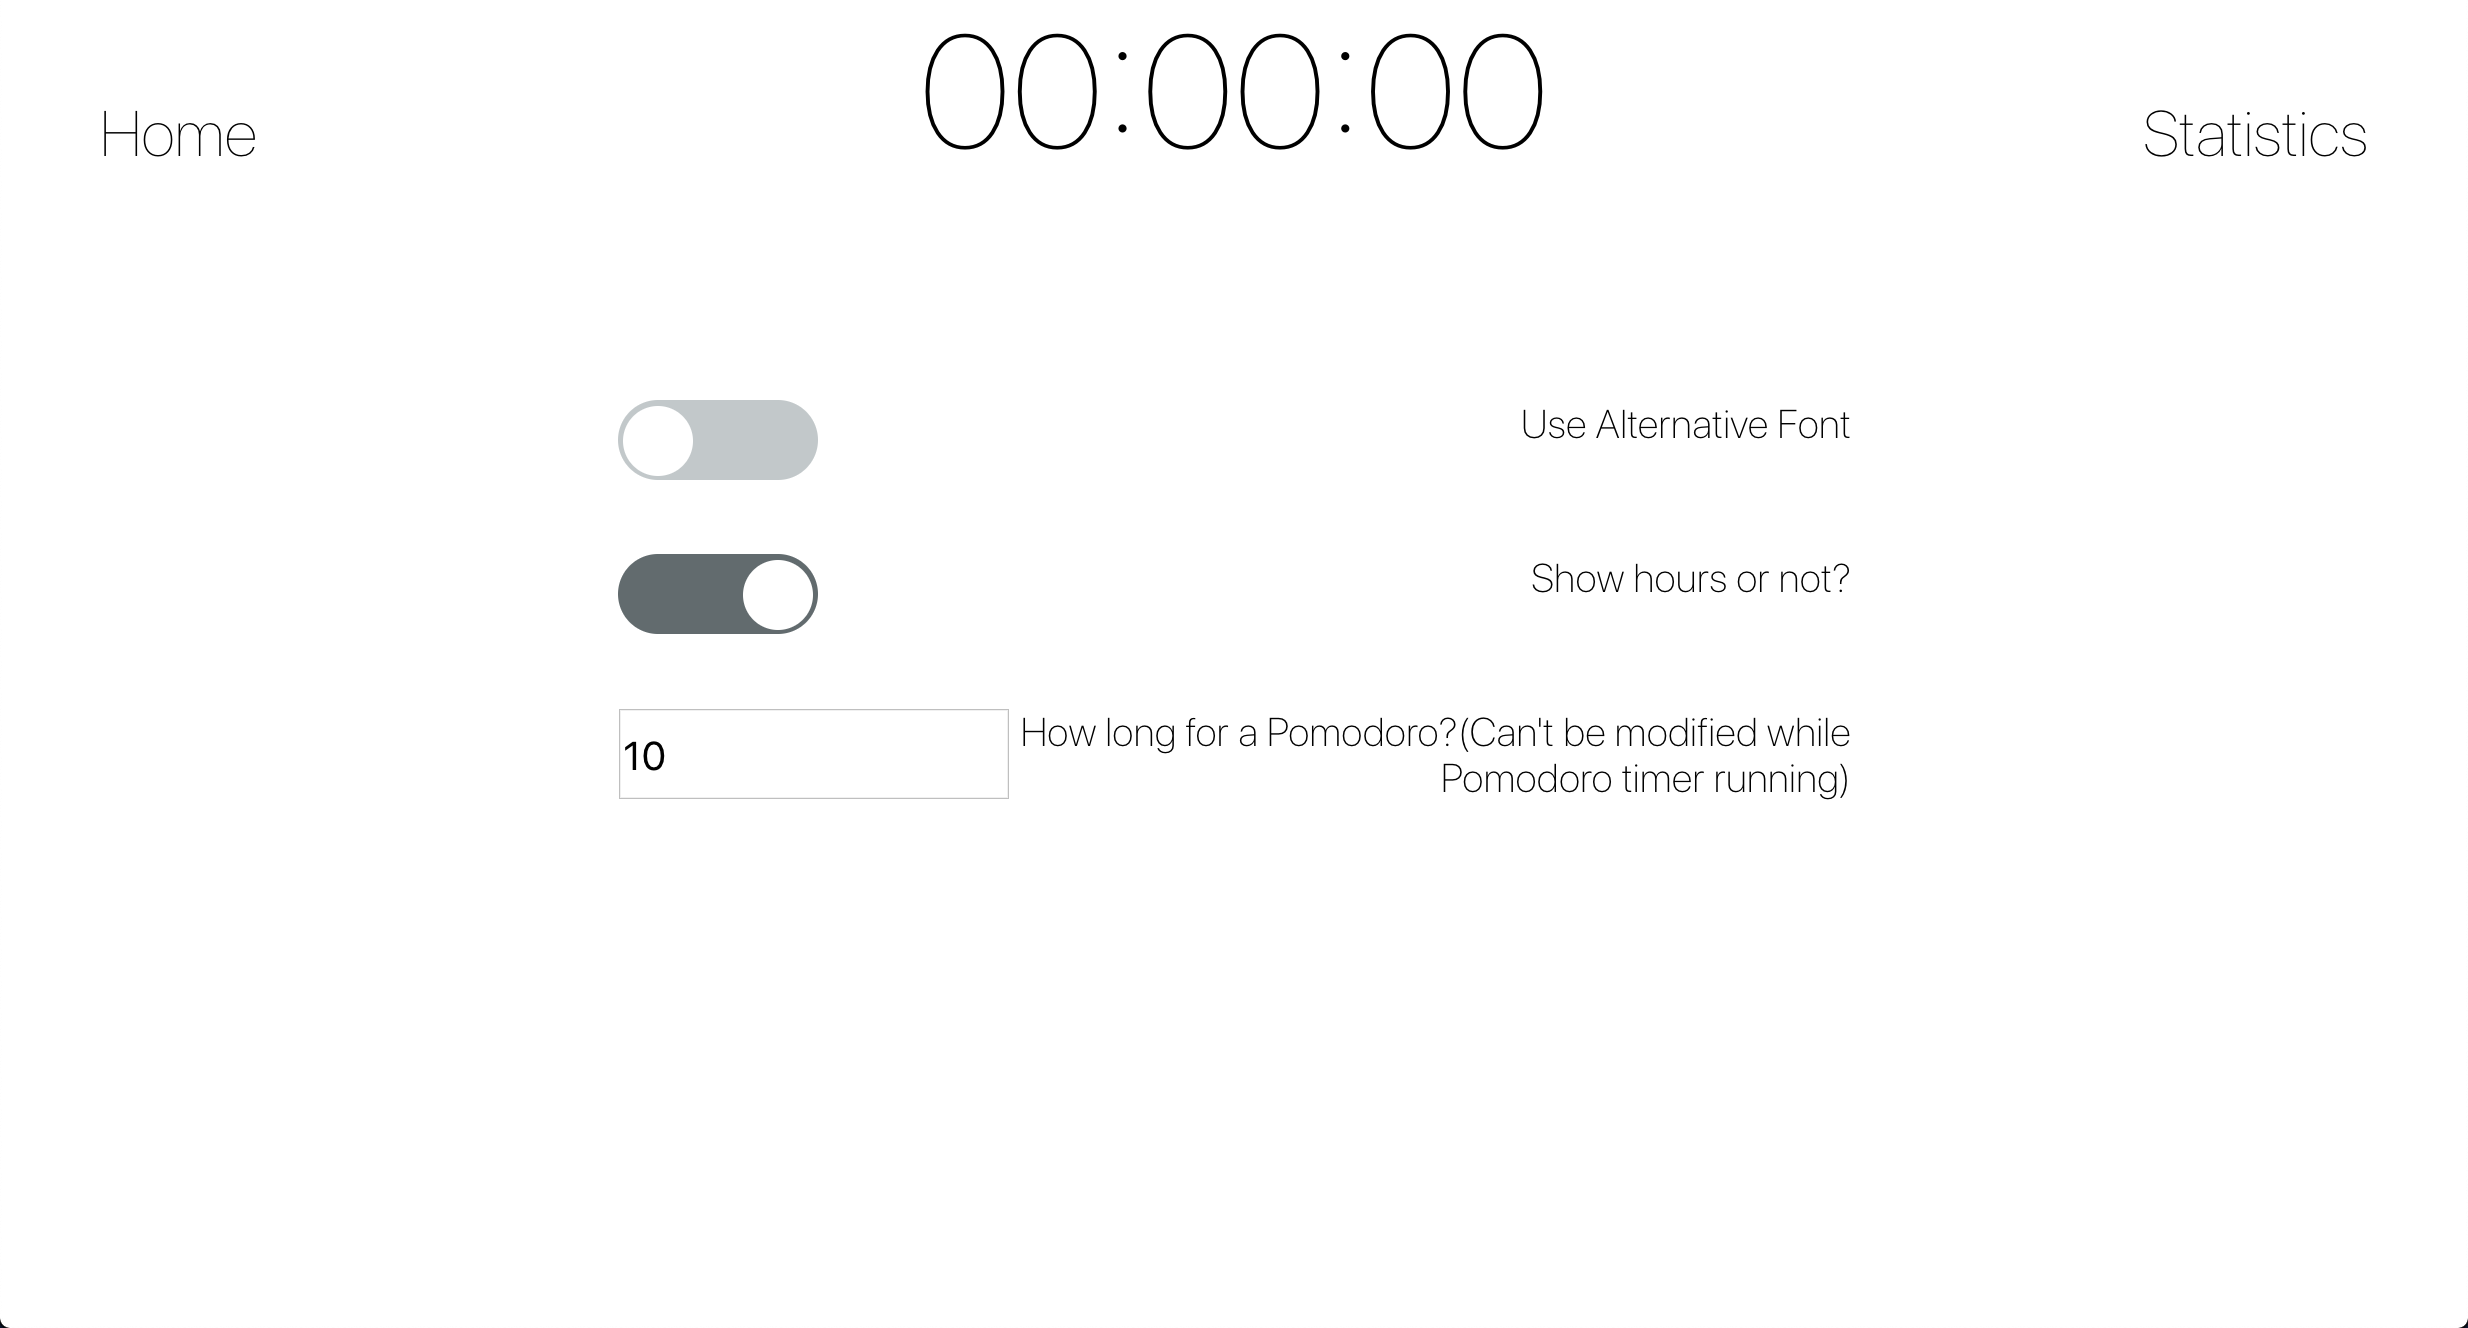 00:00:00
Home
Statistics
Use Alternative Font
Show hours or not?
10
How long for a Pomodoro?(Can't be modified while
Pomodoro timer running)